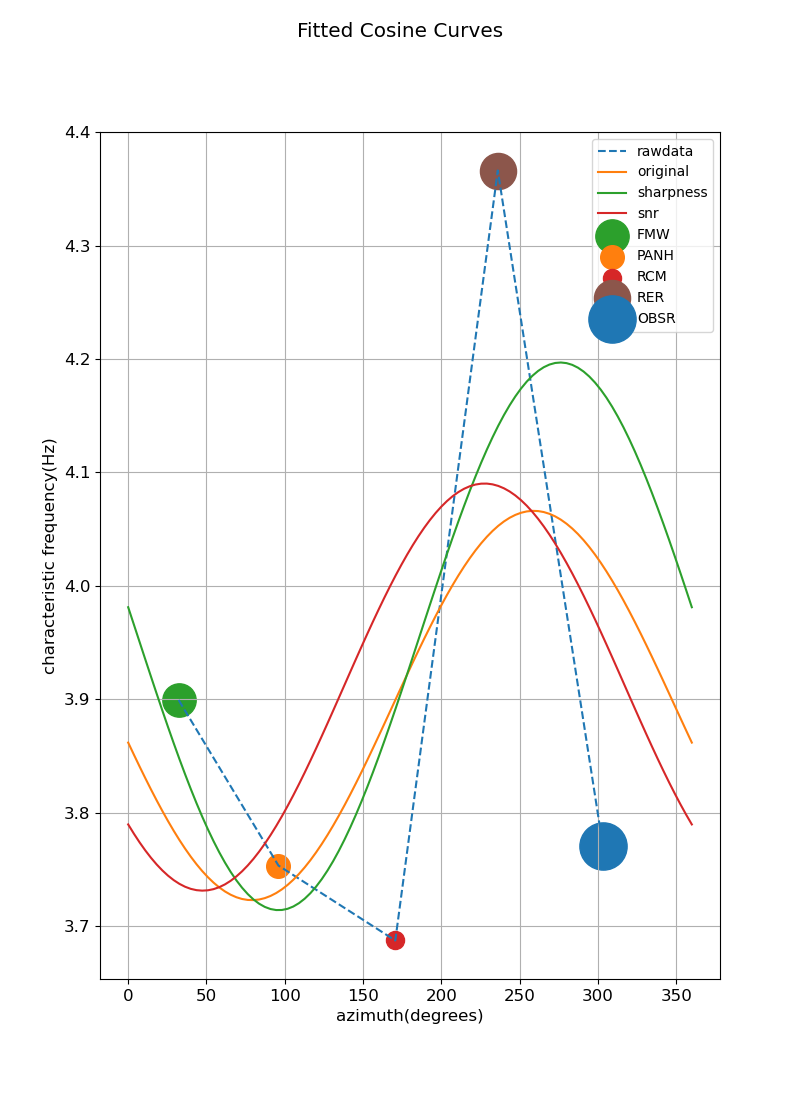 Fitted Cosine Curves
4.4
4.3
4.2
4.1
4.0
3.9
3.8
3.7
characteristic frequency(Hz)
rawdata
original
sharpness
snr
FMW
PANH
RCM
RER
OBSR
0 50 100 150 200 250 300 350
azimuth(degrees)